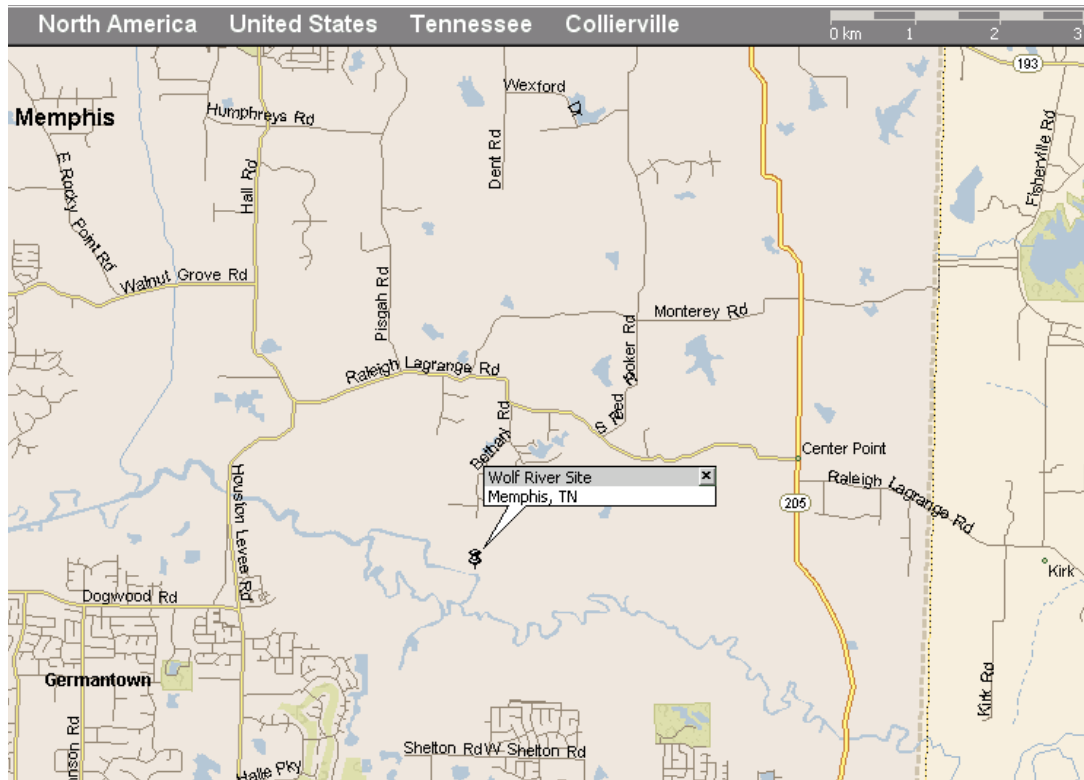 North America United States Tennessee Collierville
0 km 1 2 3
193
Wexford
Dr
Memphis
Humphreys Rd
Fisherville Rd
Dent Rd
E Rocky Point Rd
Hall Rd
Walnut Grove Rd
Pisgah Rd
Monterey Rd
Raleigh Lagrange Rd
S Reed Hooker Rd
Bethany Rd
Center Point
Houston Levee Rd
Wolf River Site
Memphis, TN
Raleigh Lagrange Rd
205
Kirk
Dogwood Rd
Germantown
Kirk Rd
Shelton Rd W Shelton Rd
Halle Pky